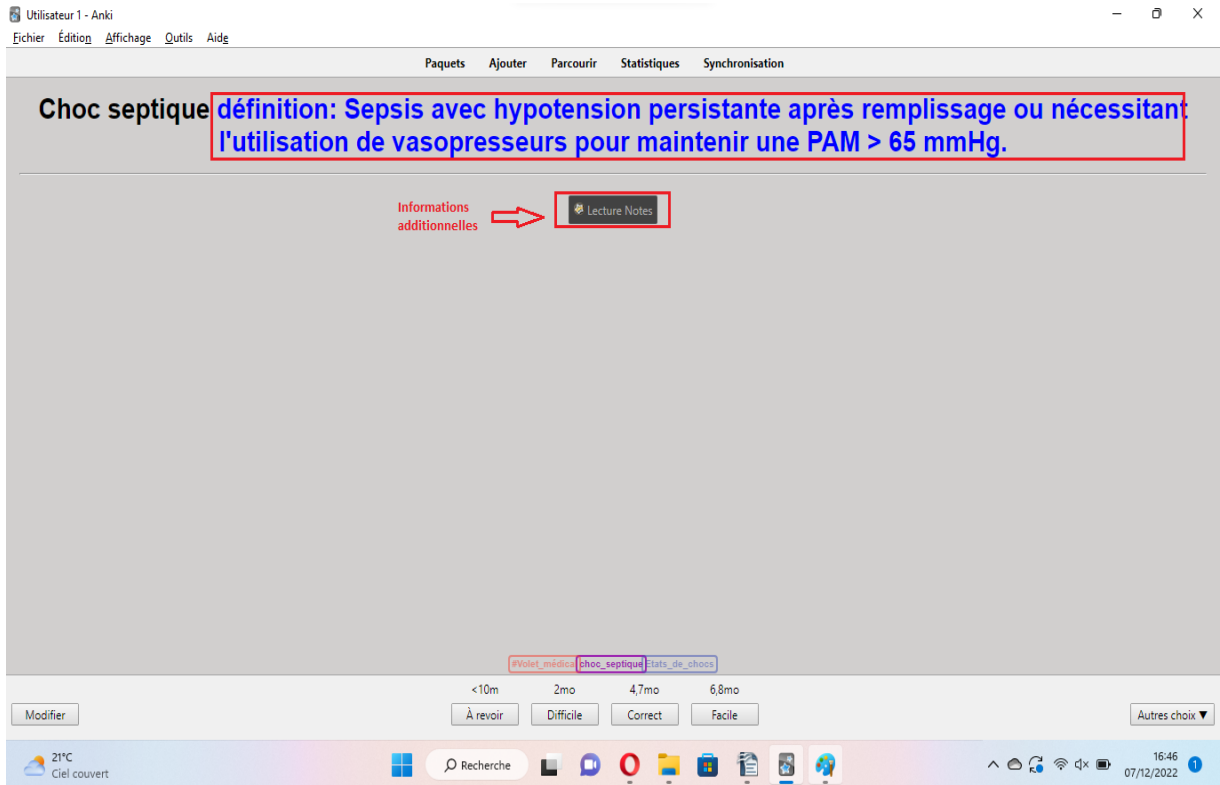 Utilisateur 1 - Anki
Fichier Édition Affichage Outils Aide
Paquets Ajouter Parcourir Statistiques Synchronisation
Choc septique définition: Sepsis avec hypotension persistante après remplissage ou nécessitant
l'utilisation de vasopresseurs pour maintenir une PAM > 65 mmHg.
Informations
additionnelles
Lecture Notes
#Volet_médical choc_septique Etats_de_chocs
<10m 2mo 4,7mo 6,8mo
Modifier À revoir Difficile Correct Facile Autres choix ▼
21°C
Ciel couvert
Recherche
16:46
07/12/2022
1